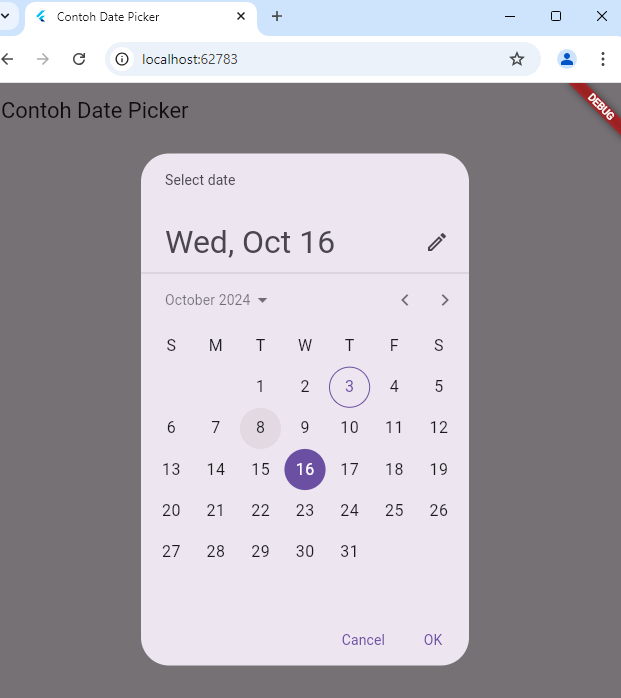 Contoh Date Picker
localhost:62783
Contoh Date Picker
DEBUG
Select date
Wed, Oct 16
October 2024
S M T W T F S
1 2 3 4 5
6 7 8 9 10 11 12
13 14 15 16 17 18 19
20 21 22 23 24 25 26
27 28 29 30 31
Cancel OK